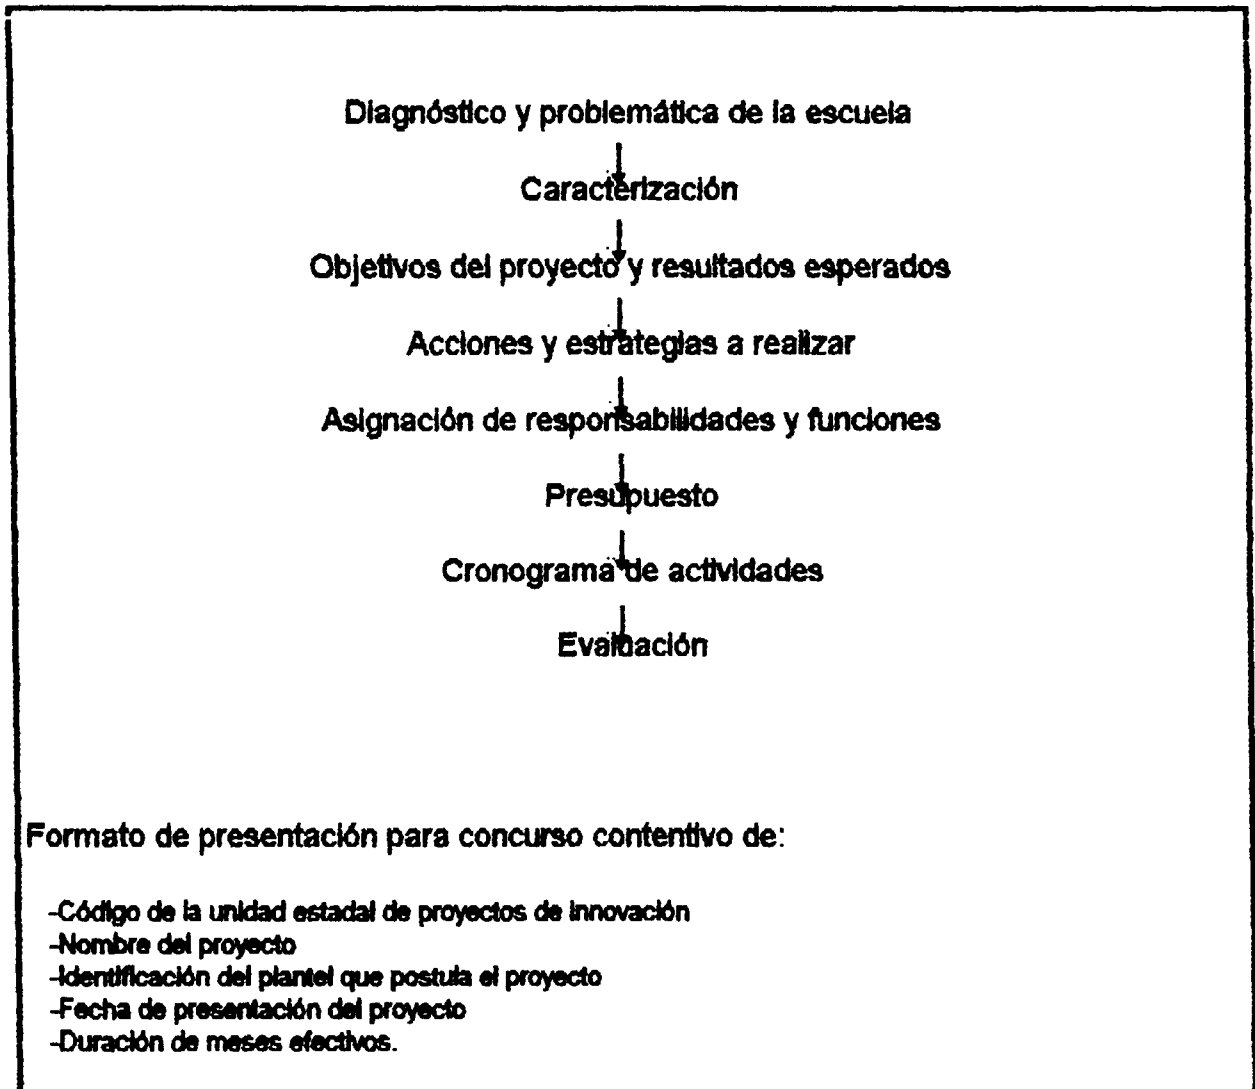 Diagnóstico y problemática de la escuela
Caracterización
Objetivos del proyecto y resultados esperados
Acciones y estrategias a realizar
Asignación de responsabilidades y funciones
Presupuesto
Cronograma de actividades
Evaluación
Formato de presentación para concurso contentivo de:
-Código de la unidad estadal de proyectos de innovación
-Nombre del proyecto
-Identificación del plantel que postula el proyecto
-Fecha de presentación del proyecto
-Duración de meses efectivos.